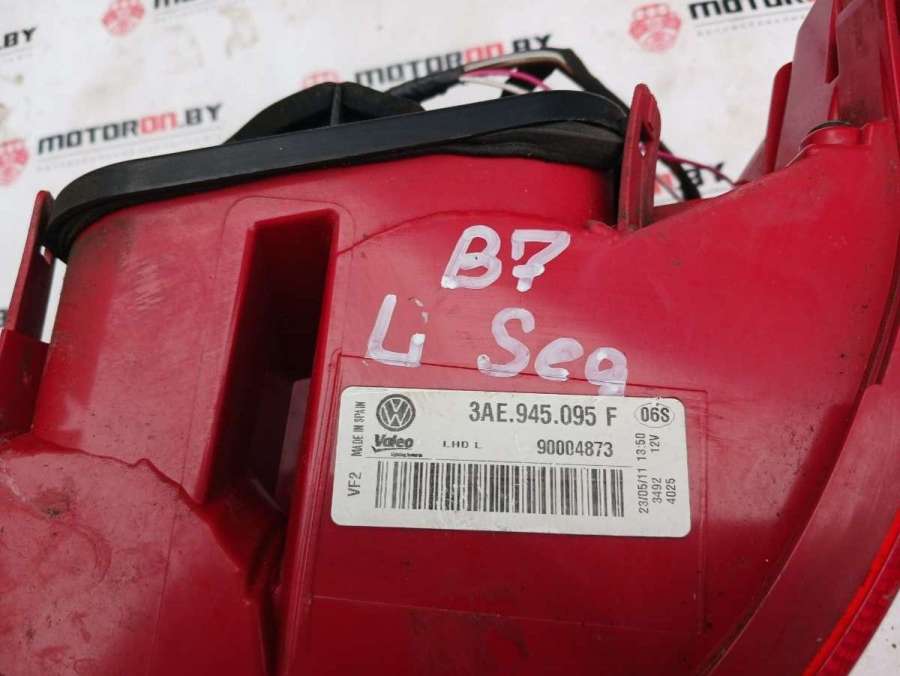 MOTORON.BY
MOTORON.BY
MOTORON.BY
B7
L Seg
3AE.945.095 F
06S
MADE IN SPAIN
Valeo
LHD L
90004873
VF2
23/05/11 13:50
3492 12V
4025